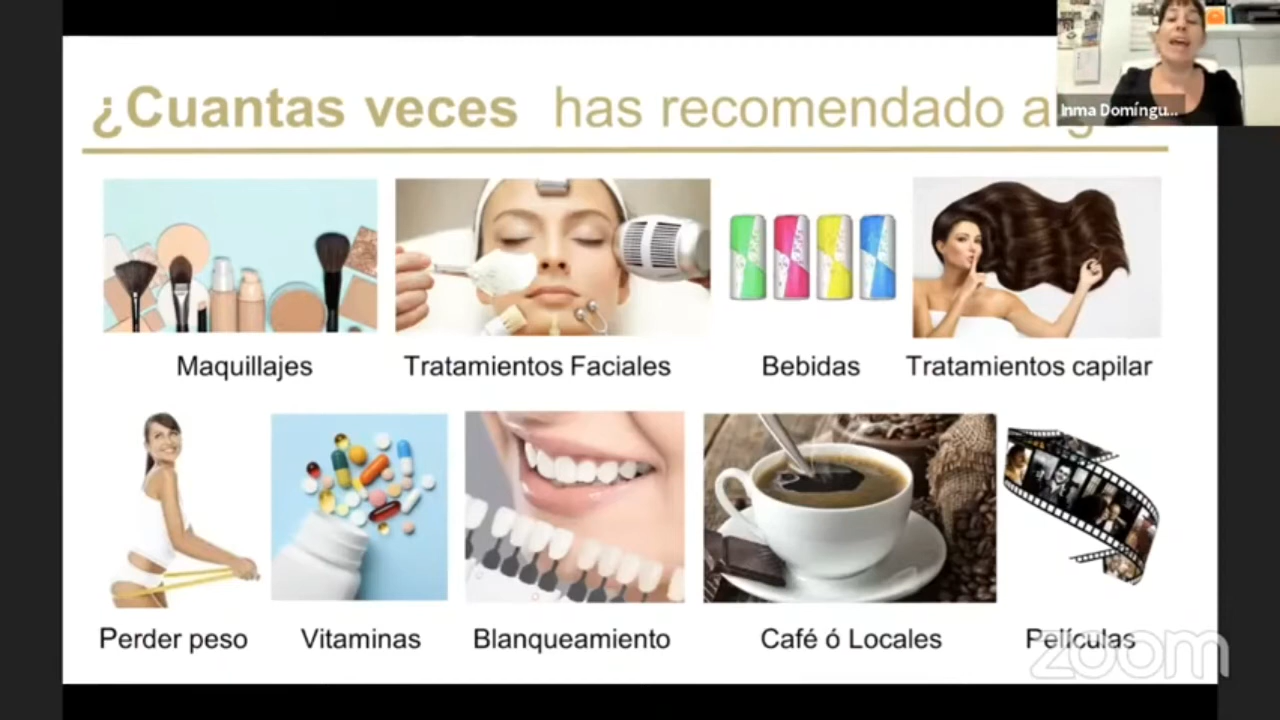 ¿Cuantas veces has recomendado a
Inma Domíngu...
Maquillajes
Tratamientos Faciales
Bebidas
Tratamientos capilar
Perder peso
Vitaminas
Blanqueamiento
Café ó Locales
Películas
zoom